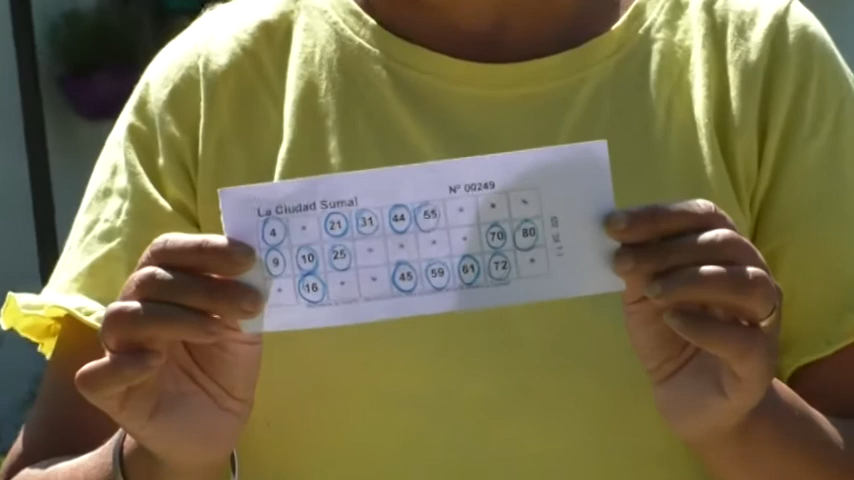 La Ciudad Suma! Nº 00249
4 * 21 31 44 55 * * *
9 10 25 * * * * 70 80
* 16 * * 45 59 61 72 *